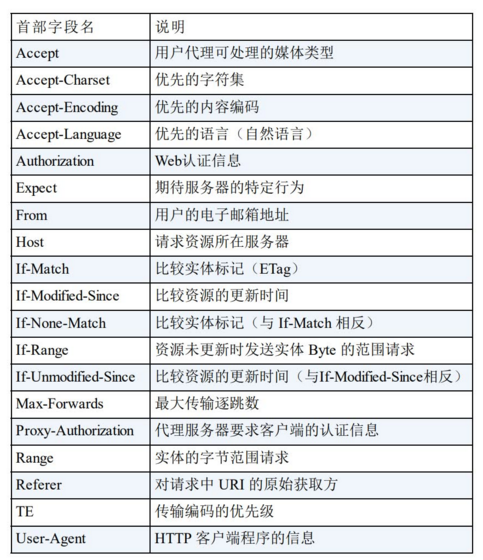 首部字段名 说明
Accept 用户代理可处理的媒体类型
Accept-Charset 优先的字符集
Accept-Encoding 优先的内容编码
Accept-Language 优先的语言（自然语言）
Authorization Web认证信息
Expect 期待服务器的特定行为
From 用户的电子邮箱地址
Host 请求资源所在服务器
If-Match 比较实体标记（ETag）
If-Modified-Since 比较资源的更新时间
If-None-Match 比较实体标记（与 If-Match 相反）
If-Range 资源未更新时发送实体 Byte 的范围请求
If-Unmodified-Since 比较资源的更新时间（与If-Modified-Since相反）
Max-Forwards 最大传输逐跳数
Proxy-Authorization 代理服务器要求客户端的认证信息
Range 实体的字节范围请求
Referer 对请求中 URI 的原始获取方
TE 传输编码的优先级
User-Agent HTTP 客户端程序的信息